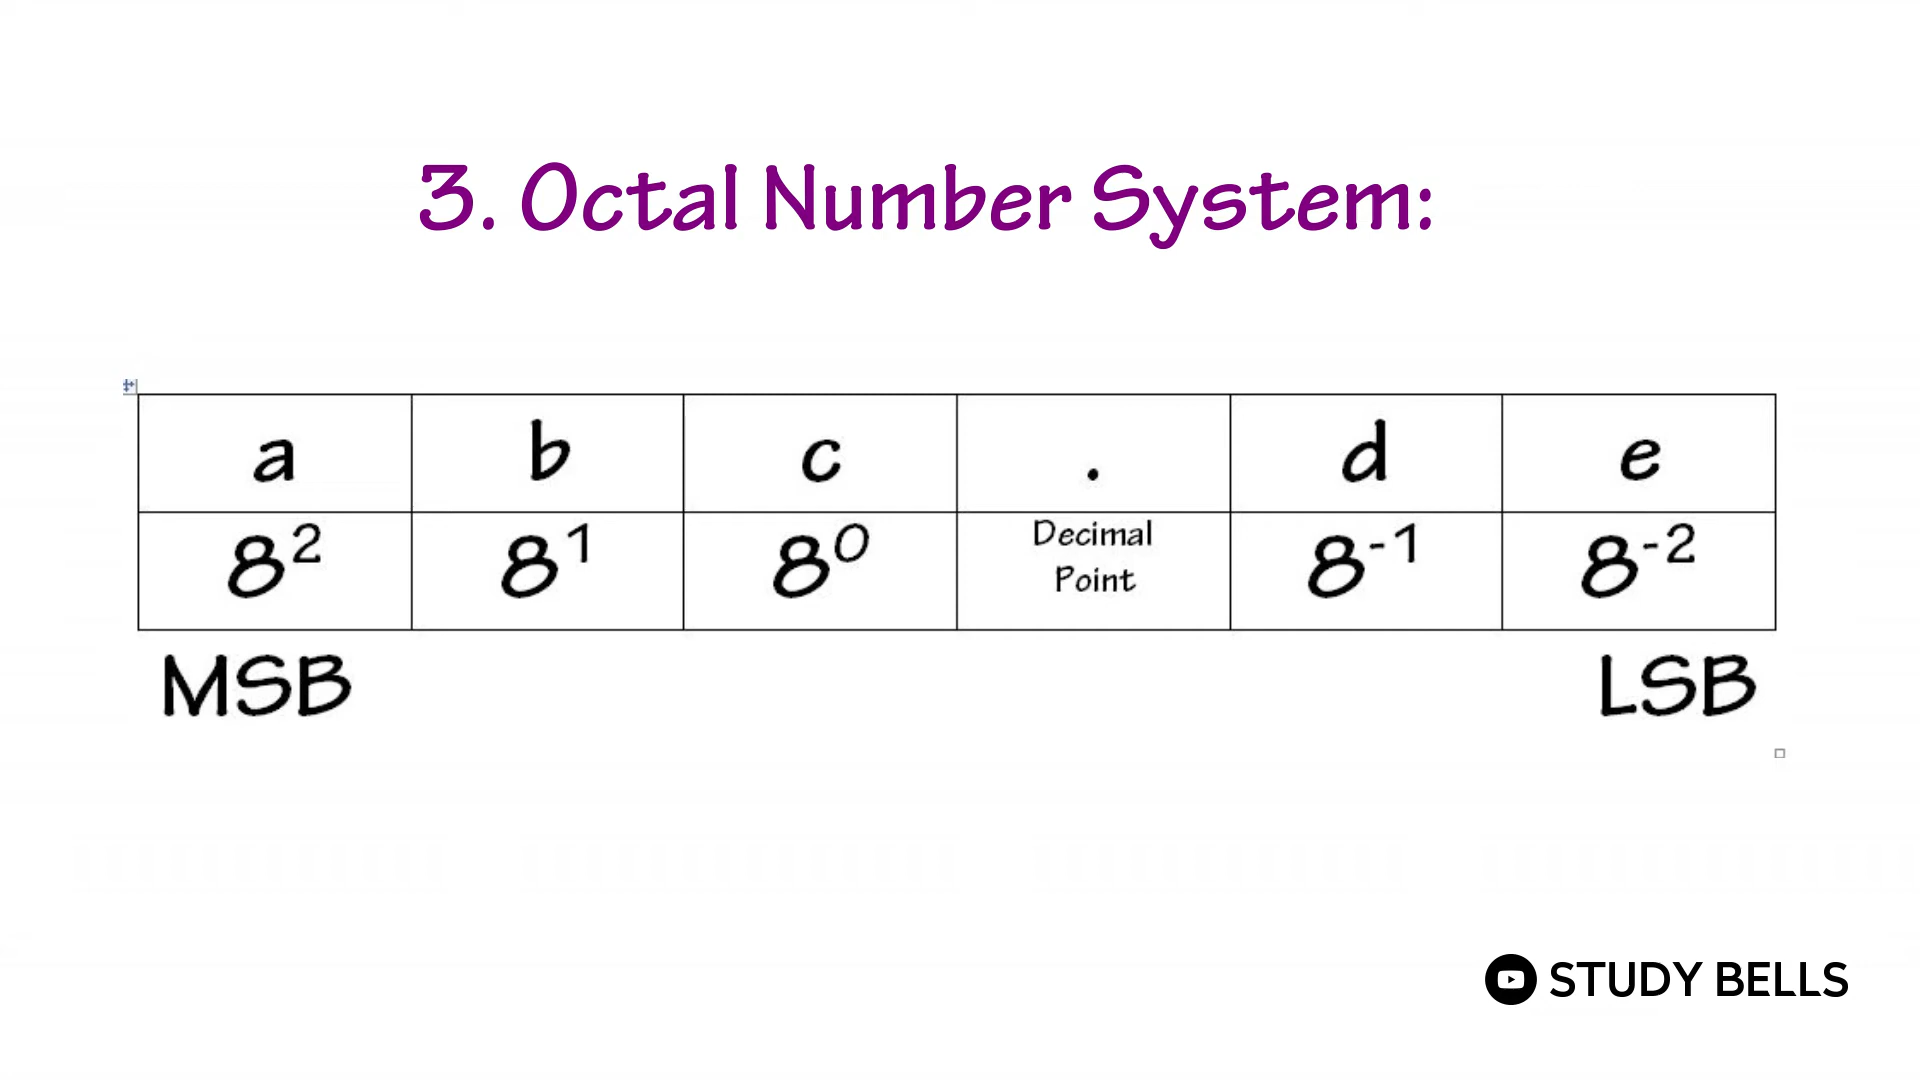 3. Octal Number System:
a b c . d e
8² 8¹ 8⁰ Decimal Point 8⁻¹ 8⁻²
MSB LSB
STUDY BELLS